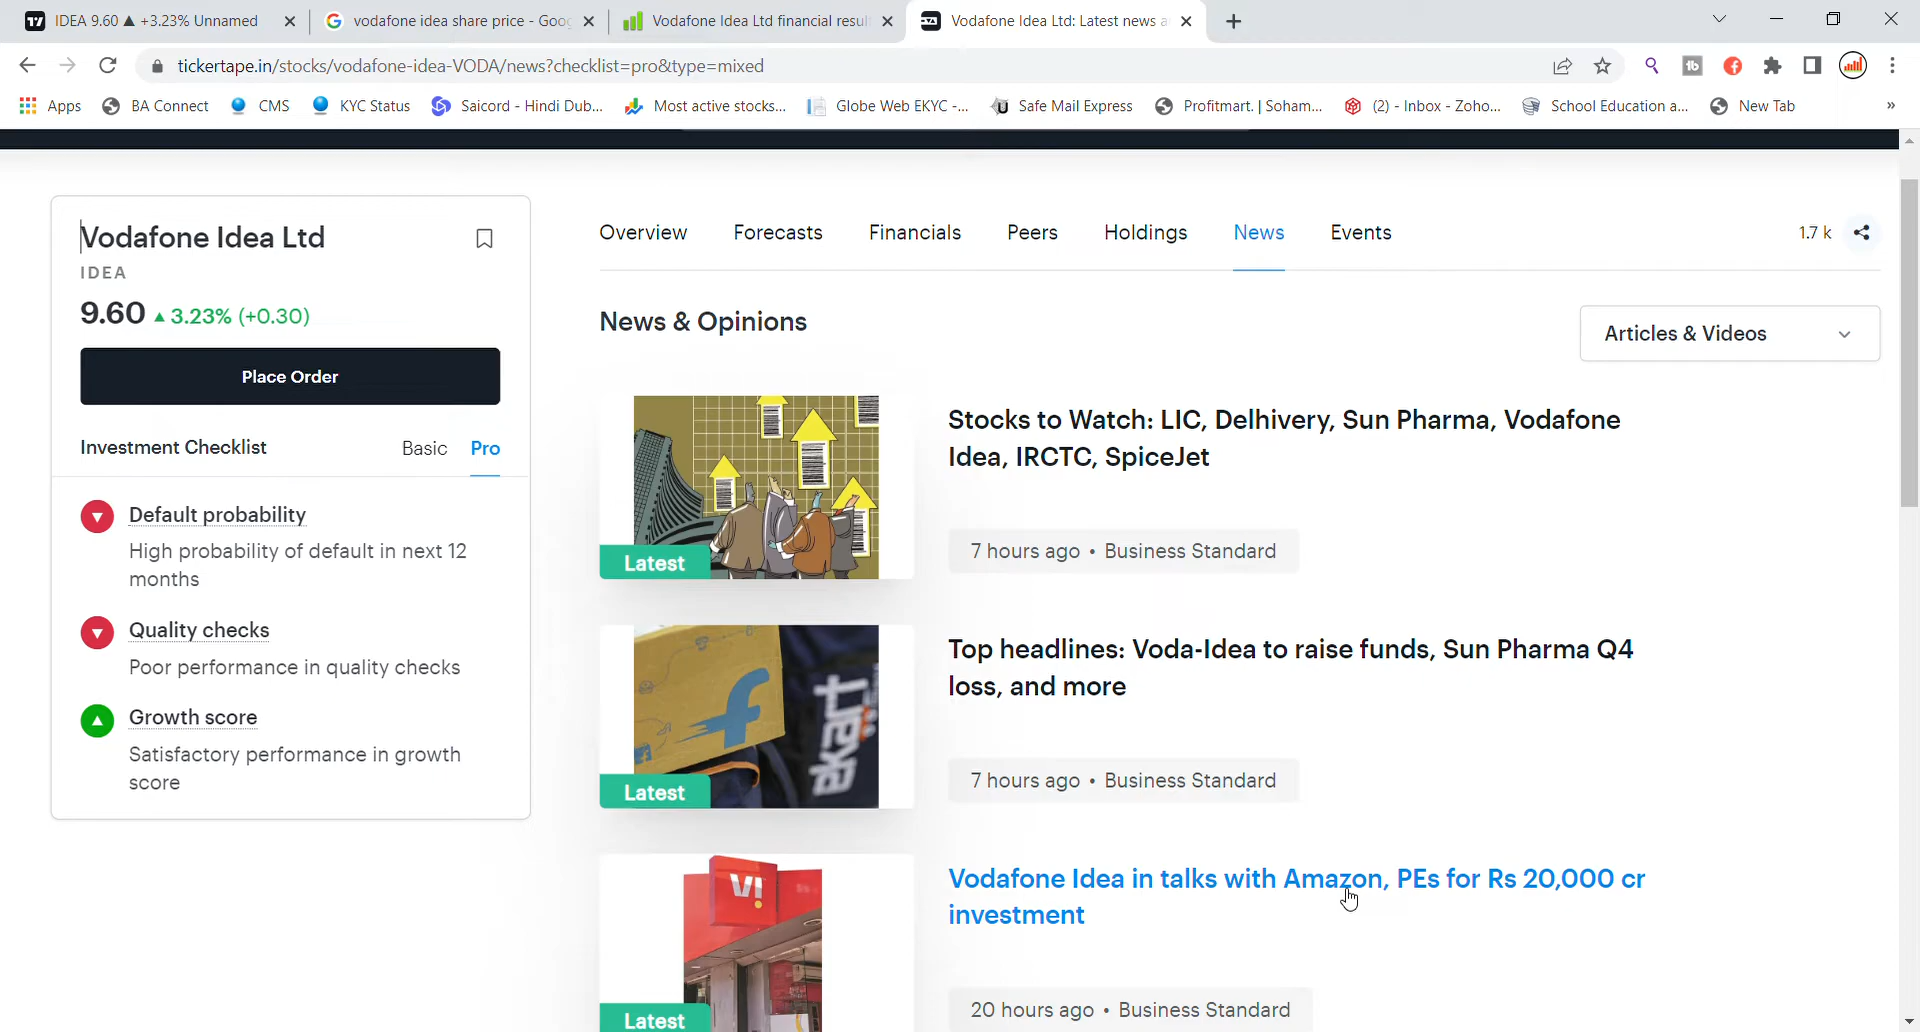 IDEA 9.60 ▲ +3.23% Unnamed
vodafone idea share price - Goog
Vodafone Idea Ltd financial resul
Vodafone Idea Ltd: Latest news a
tickertape.in/stocks/vodafone-idea-VODA/news?checklist=pro&type=mixed
Apps BA Connect CMS KYC Status Saicord - Hindi Dub... Most active stocks... Globe Web EKYC -... Safe Mail Express Profitmart. | Soham... (2) - Inbox - Zoho... School Education a... New Tab »
Vodafone Idea Ltd
IDEA
9.60 ▲ 3.23% (+0.30)
Place Order
Investment Checklist Basic Pro
Default probability
High probability of default in next 12
months
Quality checks
Poor performance in quality checks
Growth score
Satisfactory performance in growth
score
Overview Forecasts Financials Peers Holdings News Events 1.7 k
News & Opinions
Articles & Videos
Latest
Stocks to Watch: LIC, Delhivery, Sun Pharma, Vodafone
Idea, IRCTC, SpiceJet
7 hours ago • Business Standard
ekart
Latest
Top headlines: Voda-Idea to raise funds, Sun Pharma Q4
loss, and more
7 hours ago • Business Standard
VI
Latest
Vodafone Idea in talks with Amazon, PEs for Rs 20,000 cr
investment
20 hours ago • Business Standard